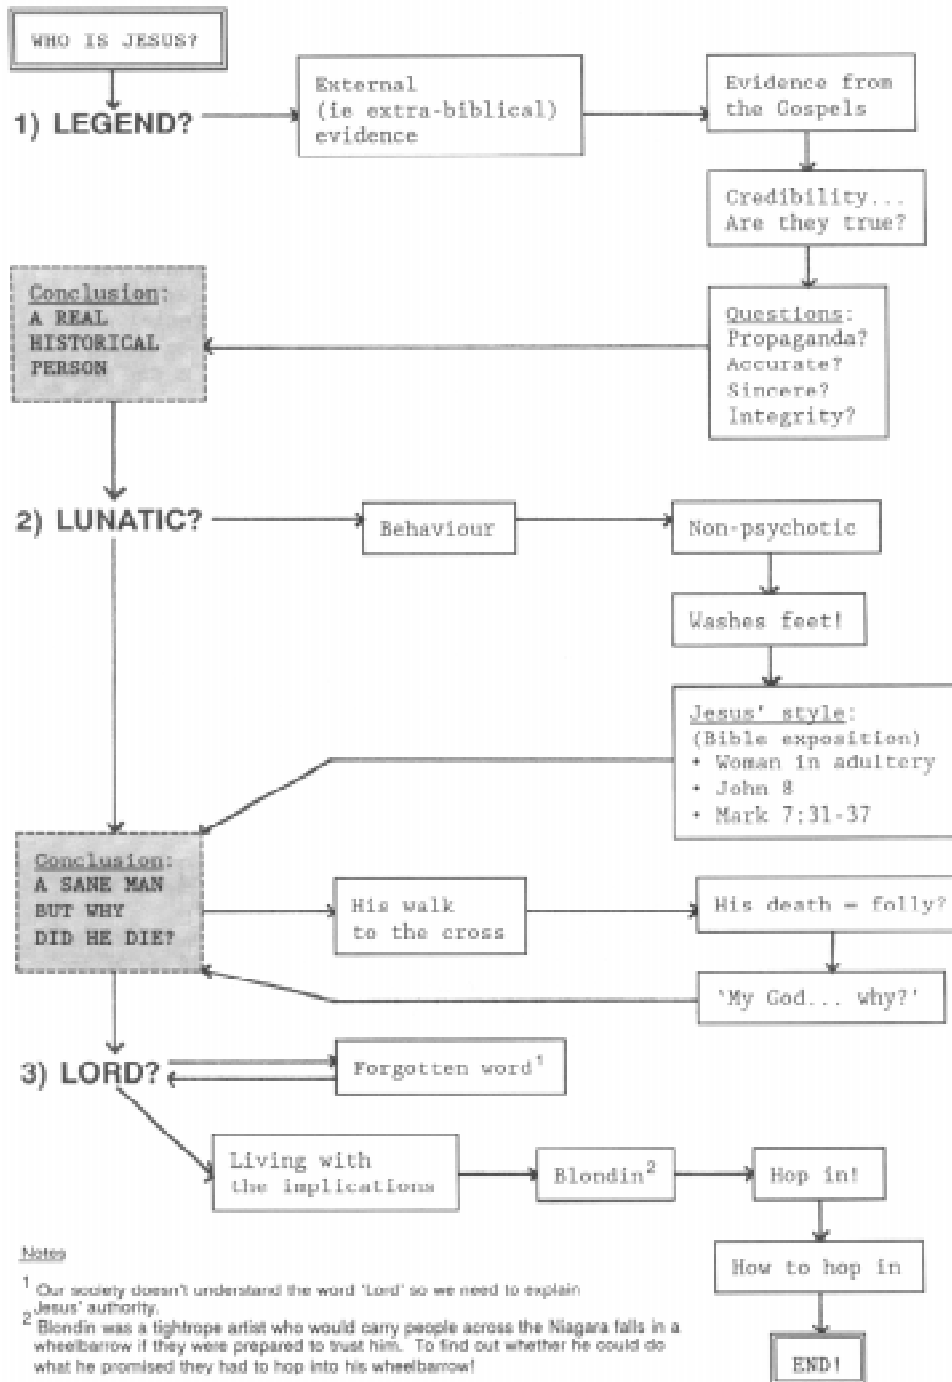 WHO IS JESUS?
1) LEGEND?
External
(ie extra-biblical)
evidence
Evidence from
the Gospels
Credibility...
Are they true?
Questions:
Propaganda?
Accurate?
Sincere?
Integrity?
Conclusion:
A REAL
HISTORICAL
PERSON
2) LUNATIC?
Behaviour
Non-psychotic
Washes feet!
Jesus' style:
(Bible exposition)
• Woman in adultery
• John 8
• Mark 7:31-37
Conclusion:
A SANE MAN
BUT WHY
DID HE DIE?
His walk
to the cross
His death = folly?
'My God... why?'
3) LORD?
Forgotten word¹
Living with
the implications
Blondin²
Hop in!
How to hop in
END!
Notes
¹ Our society doesn't understand the word 'Lord' so we need to explain
Jesus' authority.
² Blondin was a tightrope artist who would carry people across the Niagara falls in a
wheelbarrow if they were prepared to trust him. To find out whether he could do
what he promised they had to hop into his wheelbarrow!